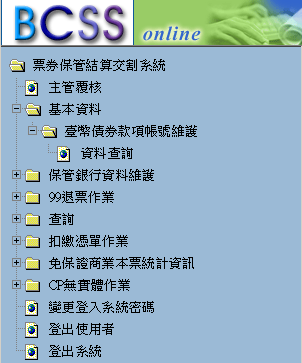 BCSS online
票券保管結算交割系統
主管覆核
基本資料
臺幣債券款項帳號維護
資料查詢
保管銀行資料維護
99退票作業
查詢
扣繳憑單作業
免保證商業本票統計資訊
CP無實體作業
變更登入系統密碼
登出使用者
登出系統